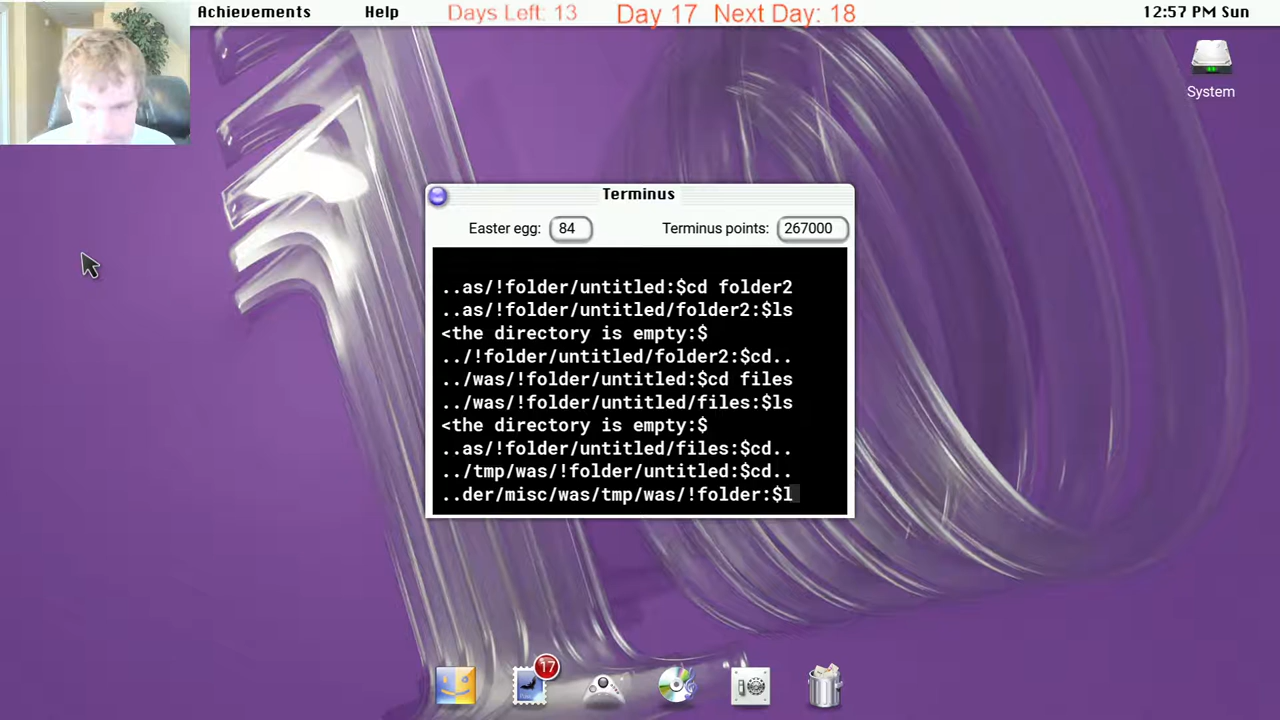 Achievements Help Days Left: 13 Day 17 Next Day: 18 12:57 PM Sun
System
Terminus
Easter egg: 84 Terminus points: 267000
..as/!folder/untitled:$cd folder2
..as/!folder/untitled/folder2:$ls
<the directory is empty:$
../!folder/untitled/folder2:$cd..
../was/!folder/untitled:$cd files
../was/!folder/untitled/files:$ls
<the directory is empty:$
..as/!folder/untitled/files:$cd..
../tmp/was/!folder/untitled:$cd..
..der/misc/was/tmp/was/!folder:$l
17